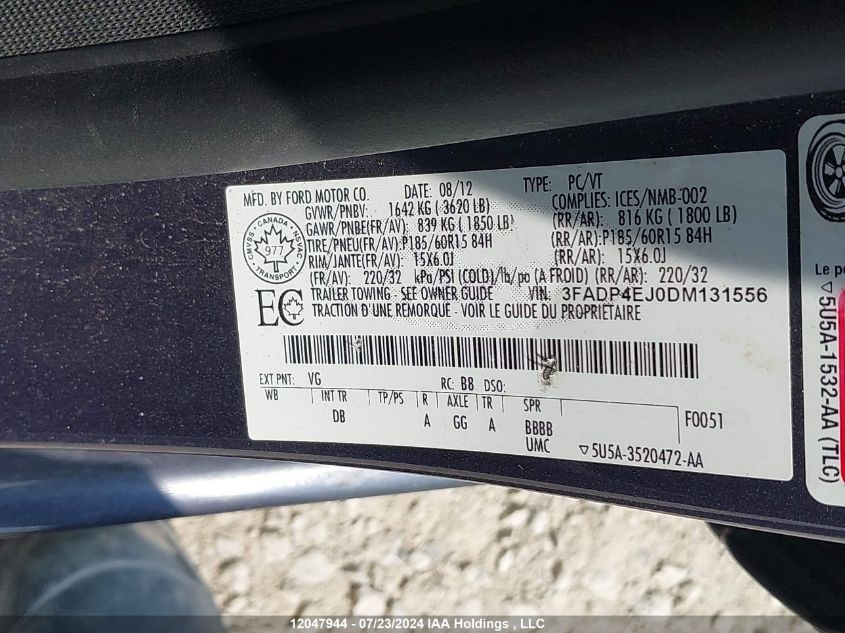 MFD. BY FORD MOTOR CO. DATE: 08/12 TYPE: PC/VT
GVWR/PNBV: 1642 KG ( 3620 LB) COMPLIES: ICES/NMB-002
GAWR/PNBE(FR/AV): 839 KG ( 1850 LB) (RR/AR): 816 KG ( 1800 LB)
TIRE/PNEU(FR/AV):P185/60R15 84H (RR/AR):P185/60R15 84H
RIM/JANTE(FR/AV): 15X6.0J (RR/AR): 15X6.0J
(FR/AV): 220/32 kPa/PSI (COLD)/lb/po (A FROID) (RR/AR): 220/32
TRAILER TOWING - SEE OWNER GUIDE VIN: 3FADP4EJ0DM131556
TRACTION D'UNE REMORQUE - VOIR LE GUIDE DU PROPRIETAIRE
CANADA
CMVSS NSVAC
977
TRANSPORT
EC
EXT PNT: VG RC: B8 DSO:
WB INT TR TP/PS R AXLE TR SPR
DB A GG A BBBB F0051
UMC ▽5U5A-3520472-AA
Le p
▽5U5A-1532-AA (TLC)
12047944 - 07/23/2024 IAA Holdings , LLC